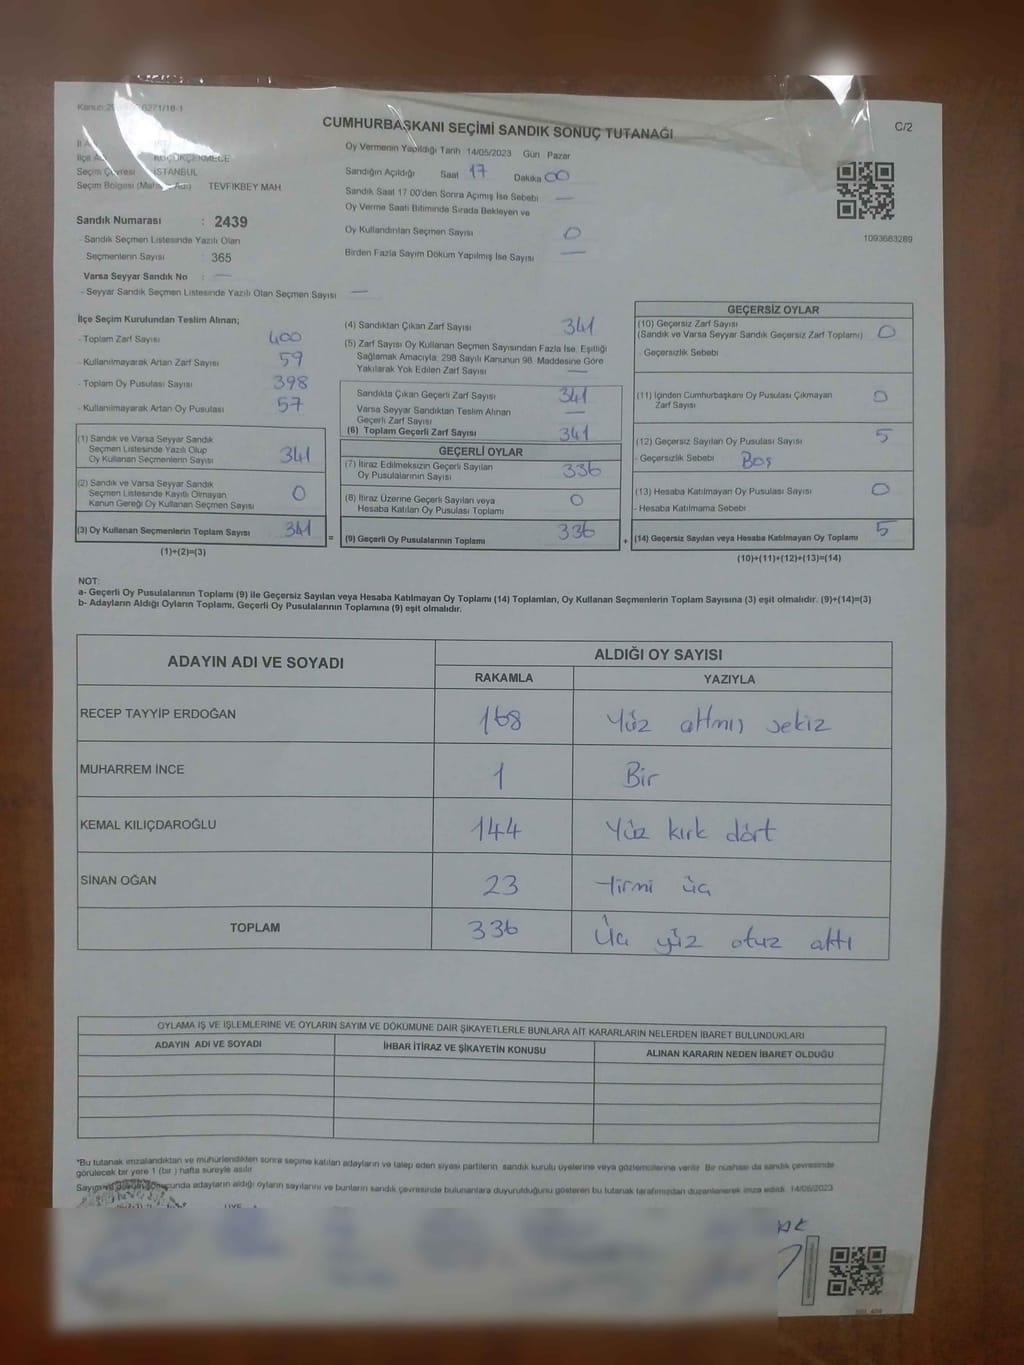 CUMHURBAŞKANI SEÇİMİ SANDIK SONUÇ TUTANAĞI
C/2
Oy Vermenin Yapıldığı Tarih 14/05/2023 Gün Pazar
KÜÇÜKÇEKMECE
Seçim Çevresi İSTANBUL
Seçim Bölgesi TEVFİKBEY MAH
Sandığın Açıldığı Saat 17 Dakika 00
Sandık Saat 17 00'den Sonra Açılmış İse Sebebi —
Oy Verme Saati Bitiminde Sırada Bekleyen ve
Oy Kullandırılan Seçmen Sayısı 0
Birden Fazla Sayım Döküm Yapılmış İse Sayısı —
1093663289
Sandık Numarası : 2439
- Sandık Seçmen Listesinde Yazılı Olan
Seçmenlerin Sayısı : 365
Varsa Seyyar Sandık No : —
- Seyyar Sandık Seçmen Listesinde Yazılı Olan Seçmen Sayısı —
İlçe Seçim Kurulundan Teslim Alınan;
- Toplam Zarf Sayısı 400
- Kullanılmayarak Artan Zarf Sayısı 59
- Toplam Oy Pusulası Sayısı 398
- Kullanılmayarak Artan Oy Pusulası 57
(1) Sandık ve Varsa Seyyar Sandık
Seçmen Listesinde Yazılı Olup
Oy Kullanan Seçmenlerin Sayısı 341
(2) Sandık ve Varsa Seyyar Sandık
Seçmen Listesinde Kayıtlı Olmayan
Kanun Gereği Oy Kullanan Seçmen Sayısı 0
(3) Oy Kullanan Seçmenlerin Toplam Sayısı 341
(1)+(2)=(3)
(4) Sandıktan Çıkan Zarf Sayısı 341
(5) Zarf Sayısı Oy Kullanan Seçmen Sayısından Fazla İse, Eşitliği
Sağlamak Amacıyla, 298 Sayılı Kanunun 98. Maddesine Göre
Yakılarak Yok Edilen Zarf Sayısı —
Sandıkta Çıkan Geçerli Zarf Sayısı 341
Varsa Seyyar Sandıktan Teslim Alınan
Geçerli Zarf Sayısı —
(6) Toplam Geçerli Zarf Sayısı 341
GEÇERLİ OYLAR
(7) İtiraz Edilmeksizin Geçerli Sayılan
Oy Pusulalarının Sayısı 336
(8) İtiraz Üzerine Geçerli Sayılan veya
Hesaba Katılan Oy Pusulası Toplamı 0
= (9) Geçerli Oy Pusulalarının Toplamı 336 +
GEÇERSİZ OYLAR
(10) Geçersiz Zarf Sayısı
(Sandık ve Varsa Seyyar Sandık Geçersiz Zarf Toplamı) 0
- Geçersizlik Sebebi
(11) İçinden Cumhurbaşkanı Oy Pusulası Çıkmayan
Zarf Sayısı 0
(12) Geçersiz Sayılan Oy Pusulası Sayısı 5
- Geçersizlik Sebebi Boş
(13) Hesaba Katılmayan Oy Pusulası Sayısı 0
- Hesaba Katılmama Sebebi
(14) Geçersiz Sayılan veya Hesaba Katılmayan Oy Toplamı 5
(10)+(11)+(12)+(13)=(14)
NOT:
a- Geçerli Oy Pusulalarının Toplamı (9) ile Geçersiz Sayılan veya Hesaba Katılmayan Oy Toplamı (14) Toplamları, Oy Kullanan Seçmenlerin Toplam Sayısına (3) eşit olmalıdır. (9)+(14)=(3)
b- Adayların Aldığı Oyların Toplamı, Geçerli Oy Pusulalarının Toplamına (9) eşit olmalıdır.
ADAYIN ADI VE SOYADI
ALDIĞI OY SAYISI
RAKAMLA YAZIYLA
RECEP TAYYİP ERDOĞAN 168 Yüz altmış sekiz
MUHARREM İNCE 1 Bir
KEMAL KILIÇDAROĞLU 144 Yüz kırk dört
SİNAN OĞAN 23 Yirmi üç
TOPLAM 336 Üç yüz otuz altı
OYLAMA İŞ VE İŞLEMLERİNE VE OYLARIN SAYIM VE DÖKÜMÜNE DAİR ŞİKAYETLERLE BUNLARA AİT KARARLARIN NELERDEN İBARET BULUNDUKLARI
ADAYIN ADI VE SOYADI İHBAR İTİRAZ VE ŞİKAYETİN KONUSU ALINAN KARARIN NEDEN İBARET OLDUĞU
*Bu tutanak imzalandıktan ve mühürlendikten sonra seçime katılan adayların ve talep eden siyasi partilerin sandık kurulu üyelerine veya gözlemcilerine verilir. Bir nüshası da sandık çevresinde
görülecek bir yere 1 (bir) hafta süreyle asılır
adayların aldığı oyların sayılarını ve bunların sandık çevresinde bulunanlara duyurulduğunu gösteren bu tutanak tarafımızdan düzenlenerek imza edildi. 14/05/2023